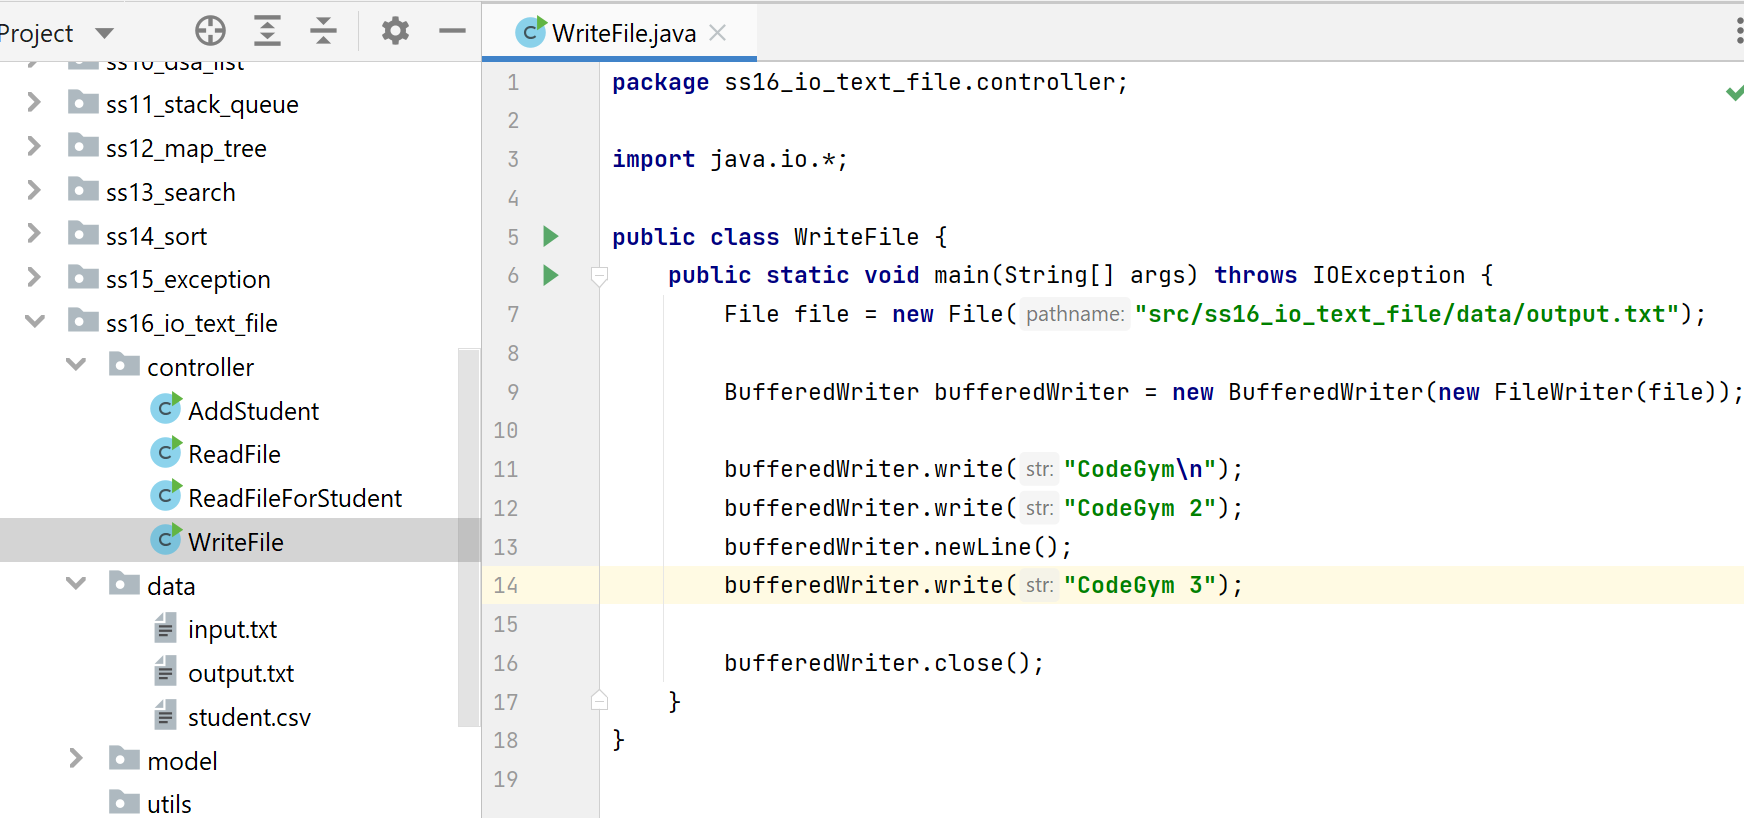 Project
WriteFile.java
ss10_dsa_list
ss11_stack_queue
ss12_map_tree
ss13_search
ss14_sort
ss15_exception
ss16_io_text_file
controller
AddStudent
ReadFile
ReadFileForStudent
WriteFile
data
input.txt
output.txt
student.csv
model
utils
1 package ss16_io_text_file.controller;
2
3 import java.io.*;
4
5 public class WriteFile {
6 public static void main(String[] args) throws IOException {
7 File file = new File( pathname: "src/ss16_io_text_file/data/output.txt");
8
9 BufferedWriter bufferedWriter = new BufferedWriter(new FileWriter(file));
10
11 bufferedWriter.write( str: "CodeGym\n");
12 bufferedWriter.write( str: "CodeGym 2");
13 bufferedWriter.newLine();
14 bufferedWriter.write( str: "CodeGym 3");
15
16 bufferedWriter.close();
17 }
18 }
19